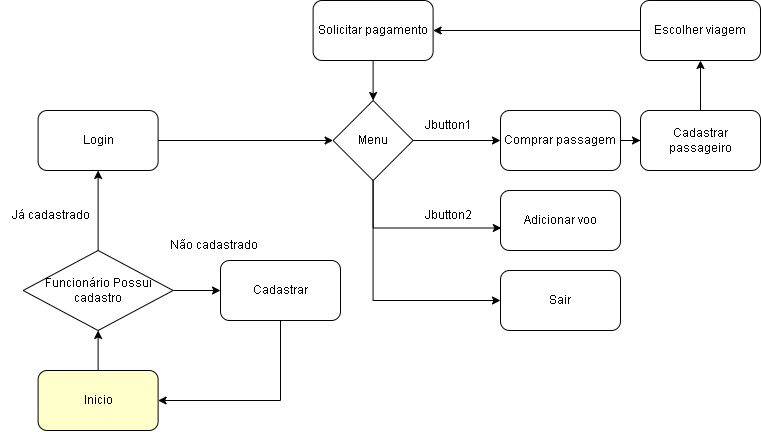 Solicitar pagamento
Escolher viagem
Login
Menu
Jbutton1
Comprar passagem
Cadastrar
passageiro
Já cadastrado
Jbutton2
Adicionar voo
Não cadastrado
Funcionário Possui
cadastro
Cadastrar
Sair
Inicio